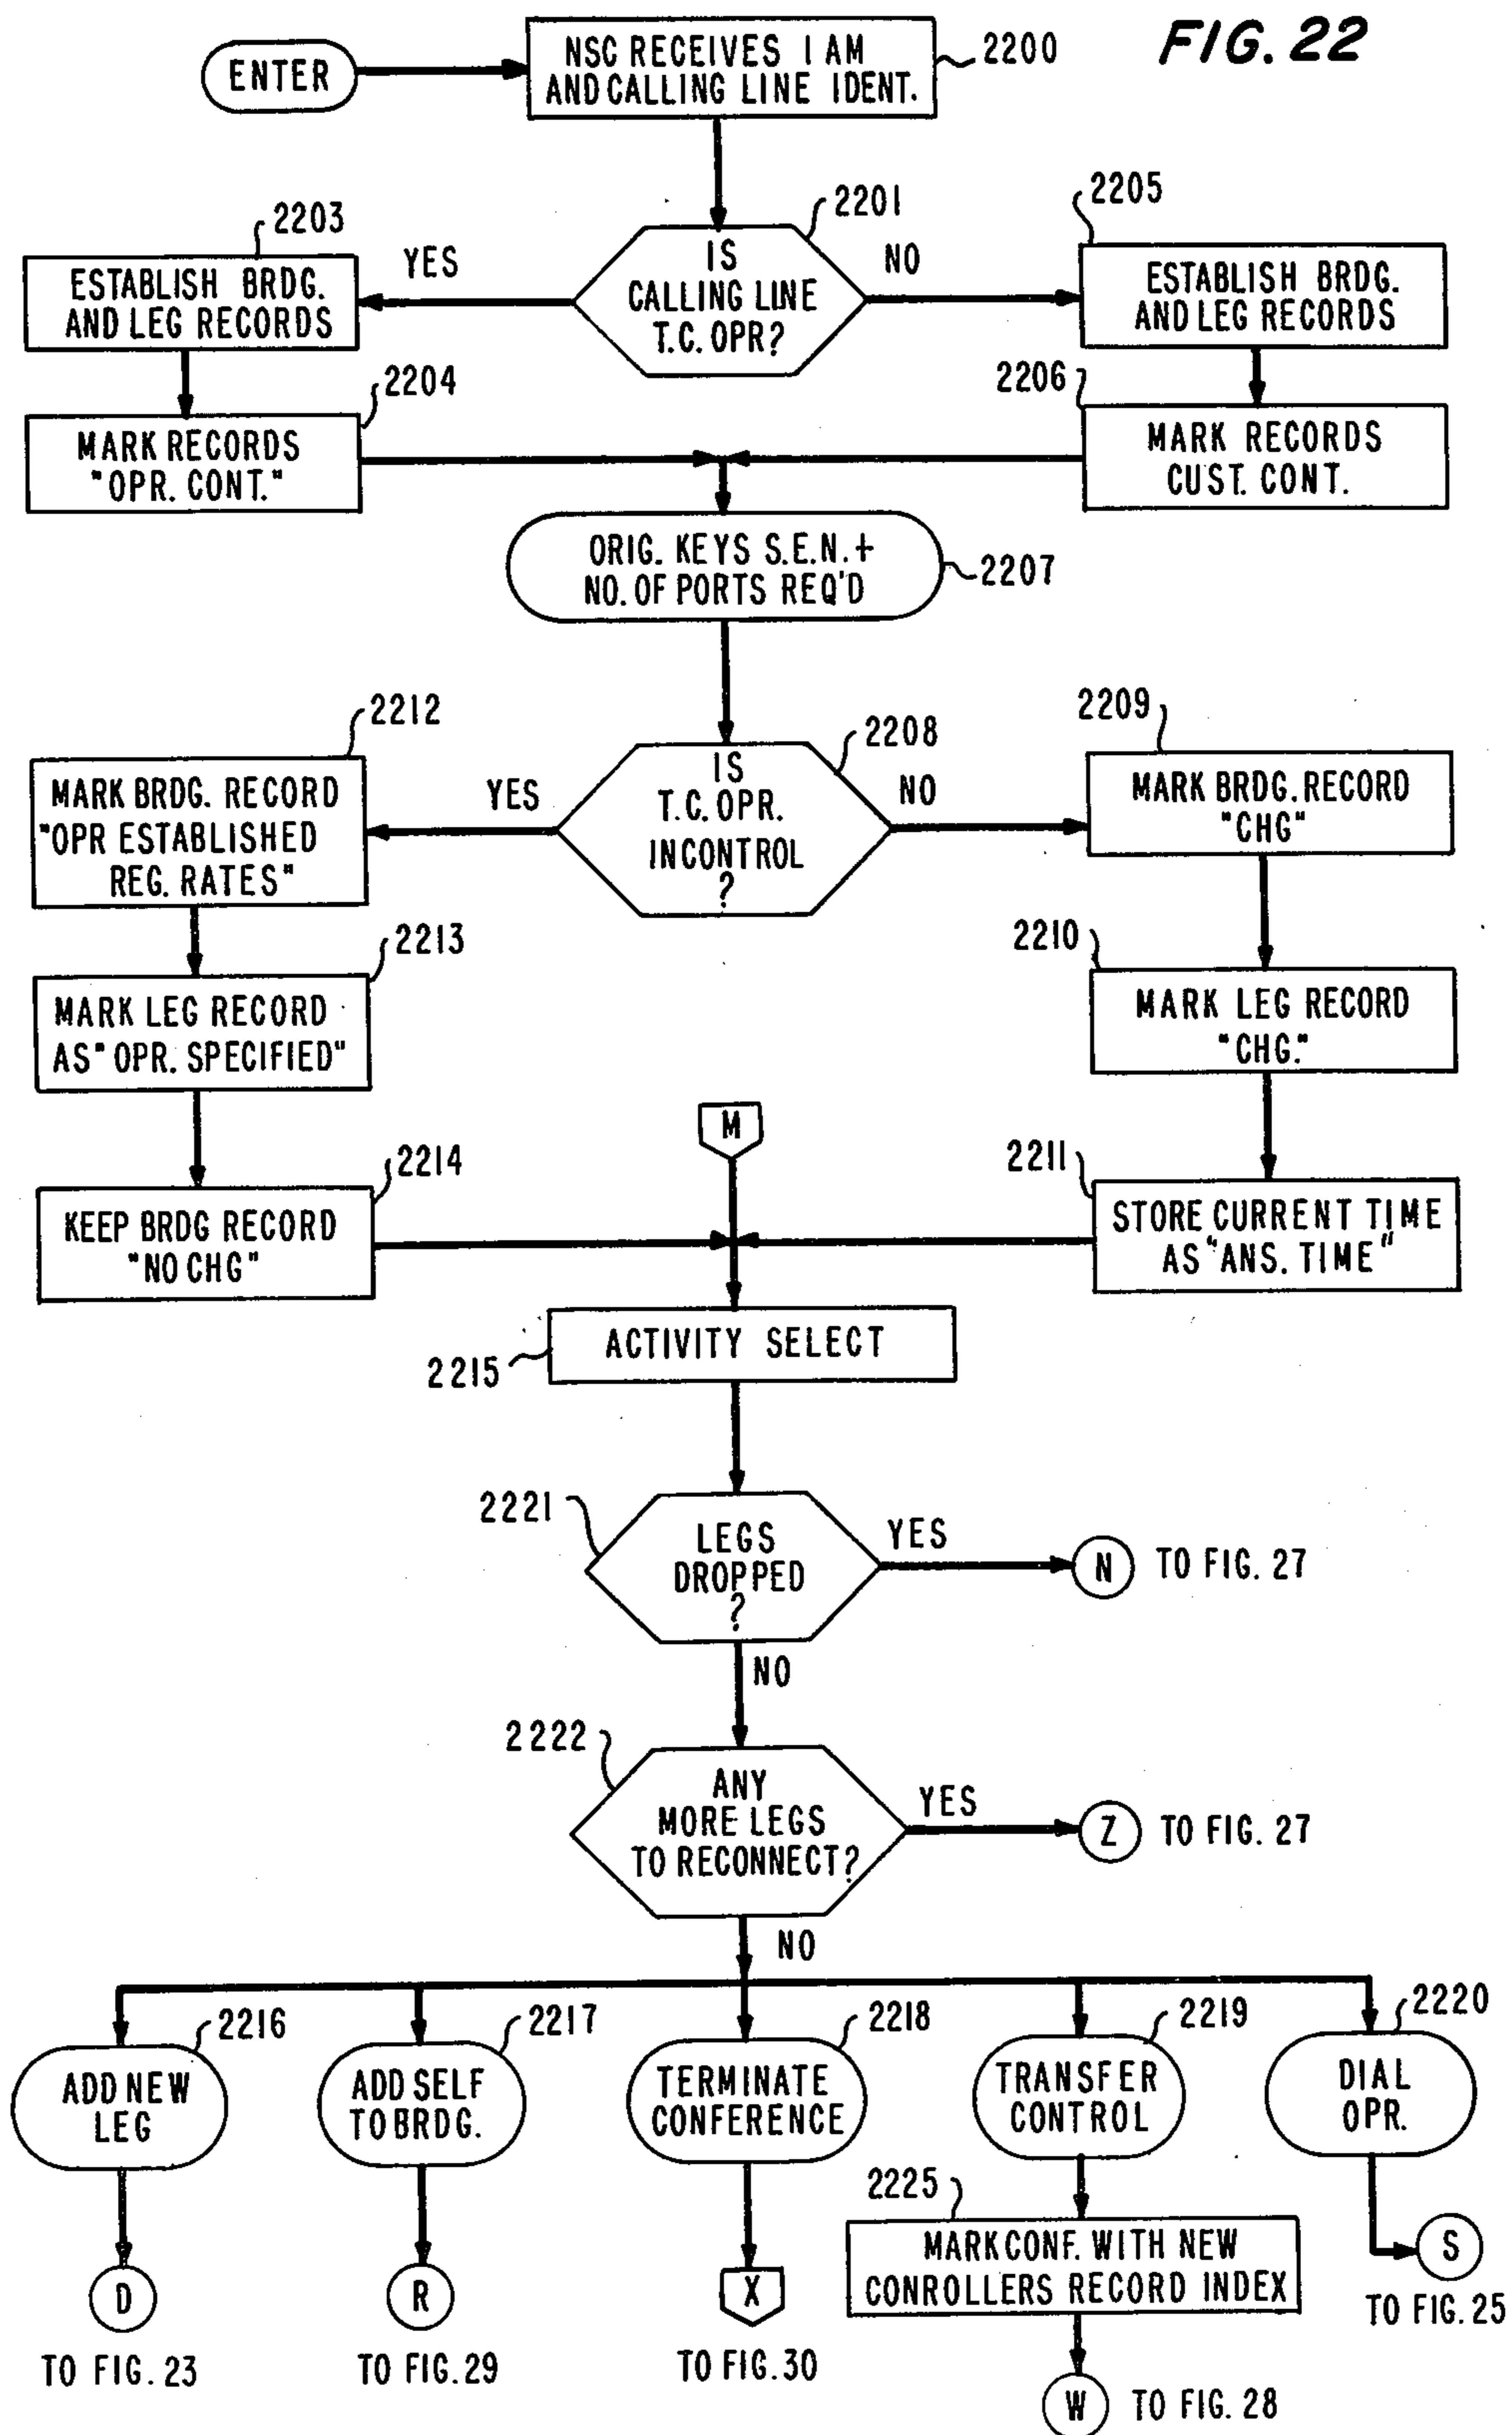 FIG. 22
ENTER
NSC RECEIVES I AM
AND CALLING LINE IDENT.
2200
2201
2203
2205
IS
CALLING LINE
T.C. OPR?
YES
NO
ESTABLISH BRDG.
AND LEG RECORDS
ESTABLISH BRDG.
AND LEG RECORDS
2204
2206
MARK RECORDS
"OPR. CONT."
MARK RECORDS
CUST. CONT.
ORIG. KEYS S.E.N.+
NO. OF PORTS REQ'D
2207
2212
2208
2209
MARK BRDG. RECORD
"OPR ESTABLISHED
REG. RATES"
YES
IS
T.C. OPR.
IN CONTROL
?
NO
MARK BRDG. RECORD
"CHG"
2213
2210
MARK LEG RECORD
AS "OPR. SPECIFIED"
MARK LEG RECORD
"CHG."
M
2214
2211
KEEP BRDG RECORD
"NO CHG"
STORE CURRENT TIME
AS "ANS. TIME"
ACTIVITY SELECT
2215
2221
LEGS
DROPPED
?
YES
N
TO FIG. 27
NO
2222
ANY
MORE LEGS
TO RECONNECT?
YES
Z
TO FIG. 27
NO
2216
2217
2218
2219
2220
ADD NEW
LEG
ADD SELF
TO BRDG.
TERMINATE
CONFERENCE
TRANSFER
CONTROL
DIAL
OPR.
2225
MARK CONF. WITH NEW
CONROLLERS RECORD INDEX
D
R
X
S
TO FIG. 23
TO FIG. 29
TO FIG. 30
TO FIG. 25
W
TO FIG. 28